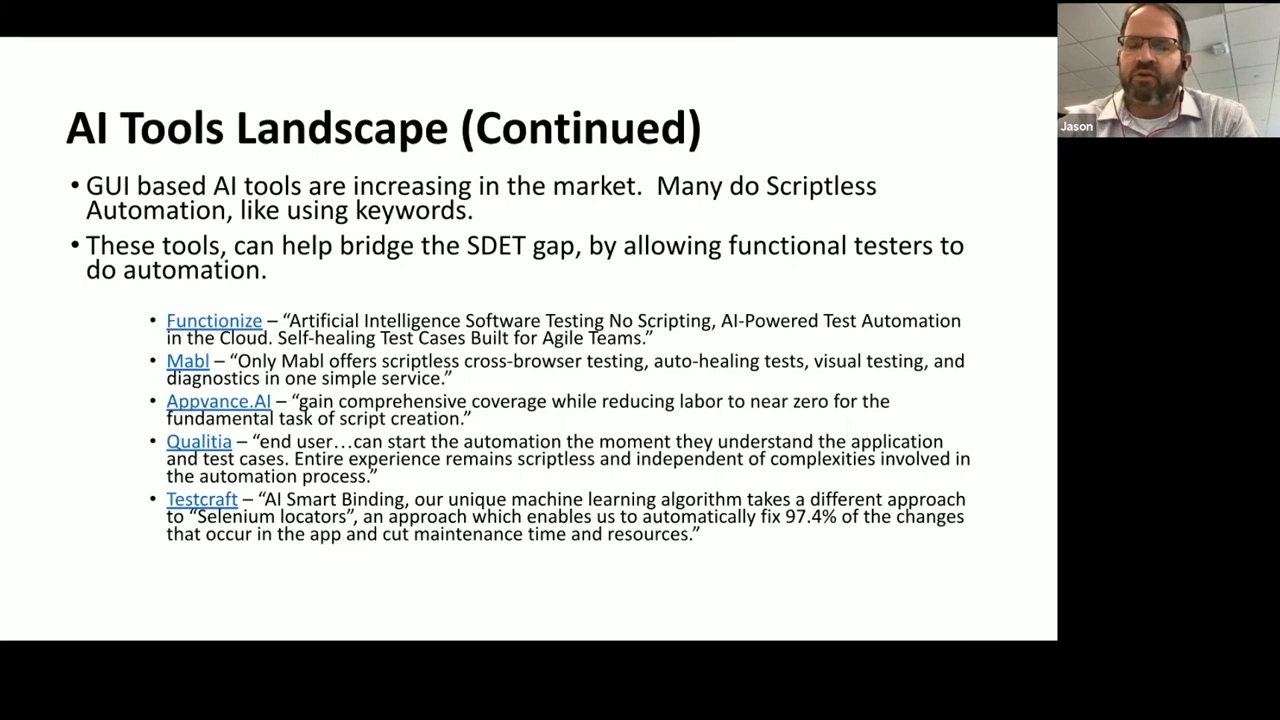 AI Tools Landscape (Continued)
• GUI based AI tools are increasing in the market.  Many do Scriptless
Automation, like using keywords.
• These tools, can help bridge the SDET gap, by allowing functional testers to
do automation.
• Functionize – “Artificial Intelligence Software Testing No Scripting, AI-Powered Test Automation
in the Cloud. Self-healing Test Cases Built for Agile Teams.”
• Mabl – “Only Mabl offers scriptless cross-browser testing, auto-healing tests, visual testing, and
diagnostics in one simple service.”
• Appvance.AI – “gain comprehensive coverage while reducing labor to near zero for the
fundamental task of script creation.”
• Qualitia – “end user…can start the automation the moment they understand the application
and test cases. Entire experience remains scriptless and independent of complexities involved in
the automation process.”
• Testcraft – “AI Smart Binding, our unique machine learning algorithm takes a different approach
to “Selenium locators”, an approach which enables us to automatically fix 97.4% of the changes
that occur in the app and cut maintenance time and resources.”
Jason